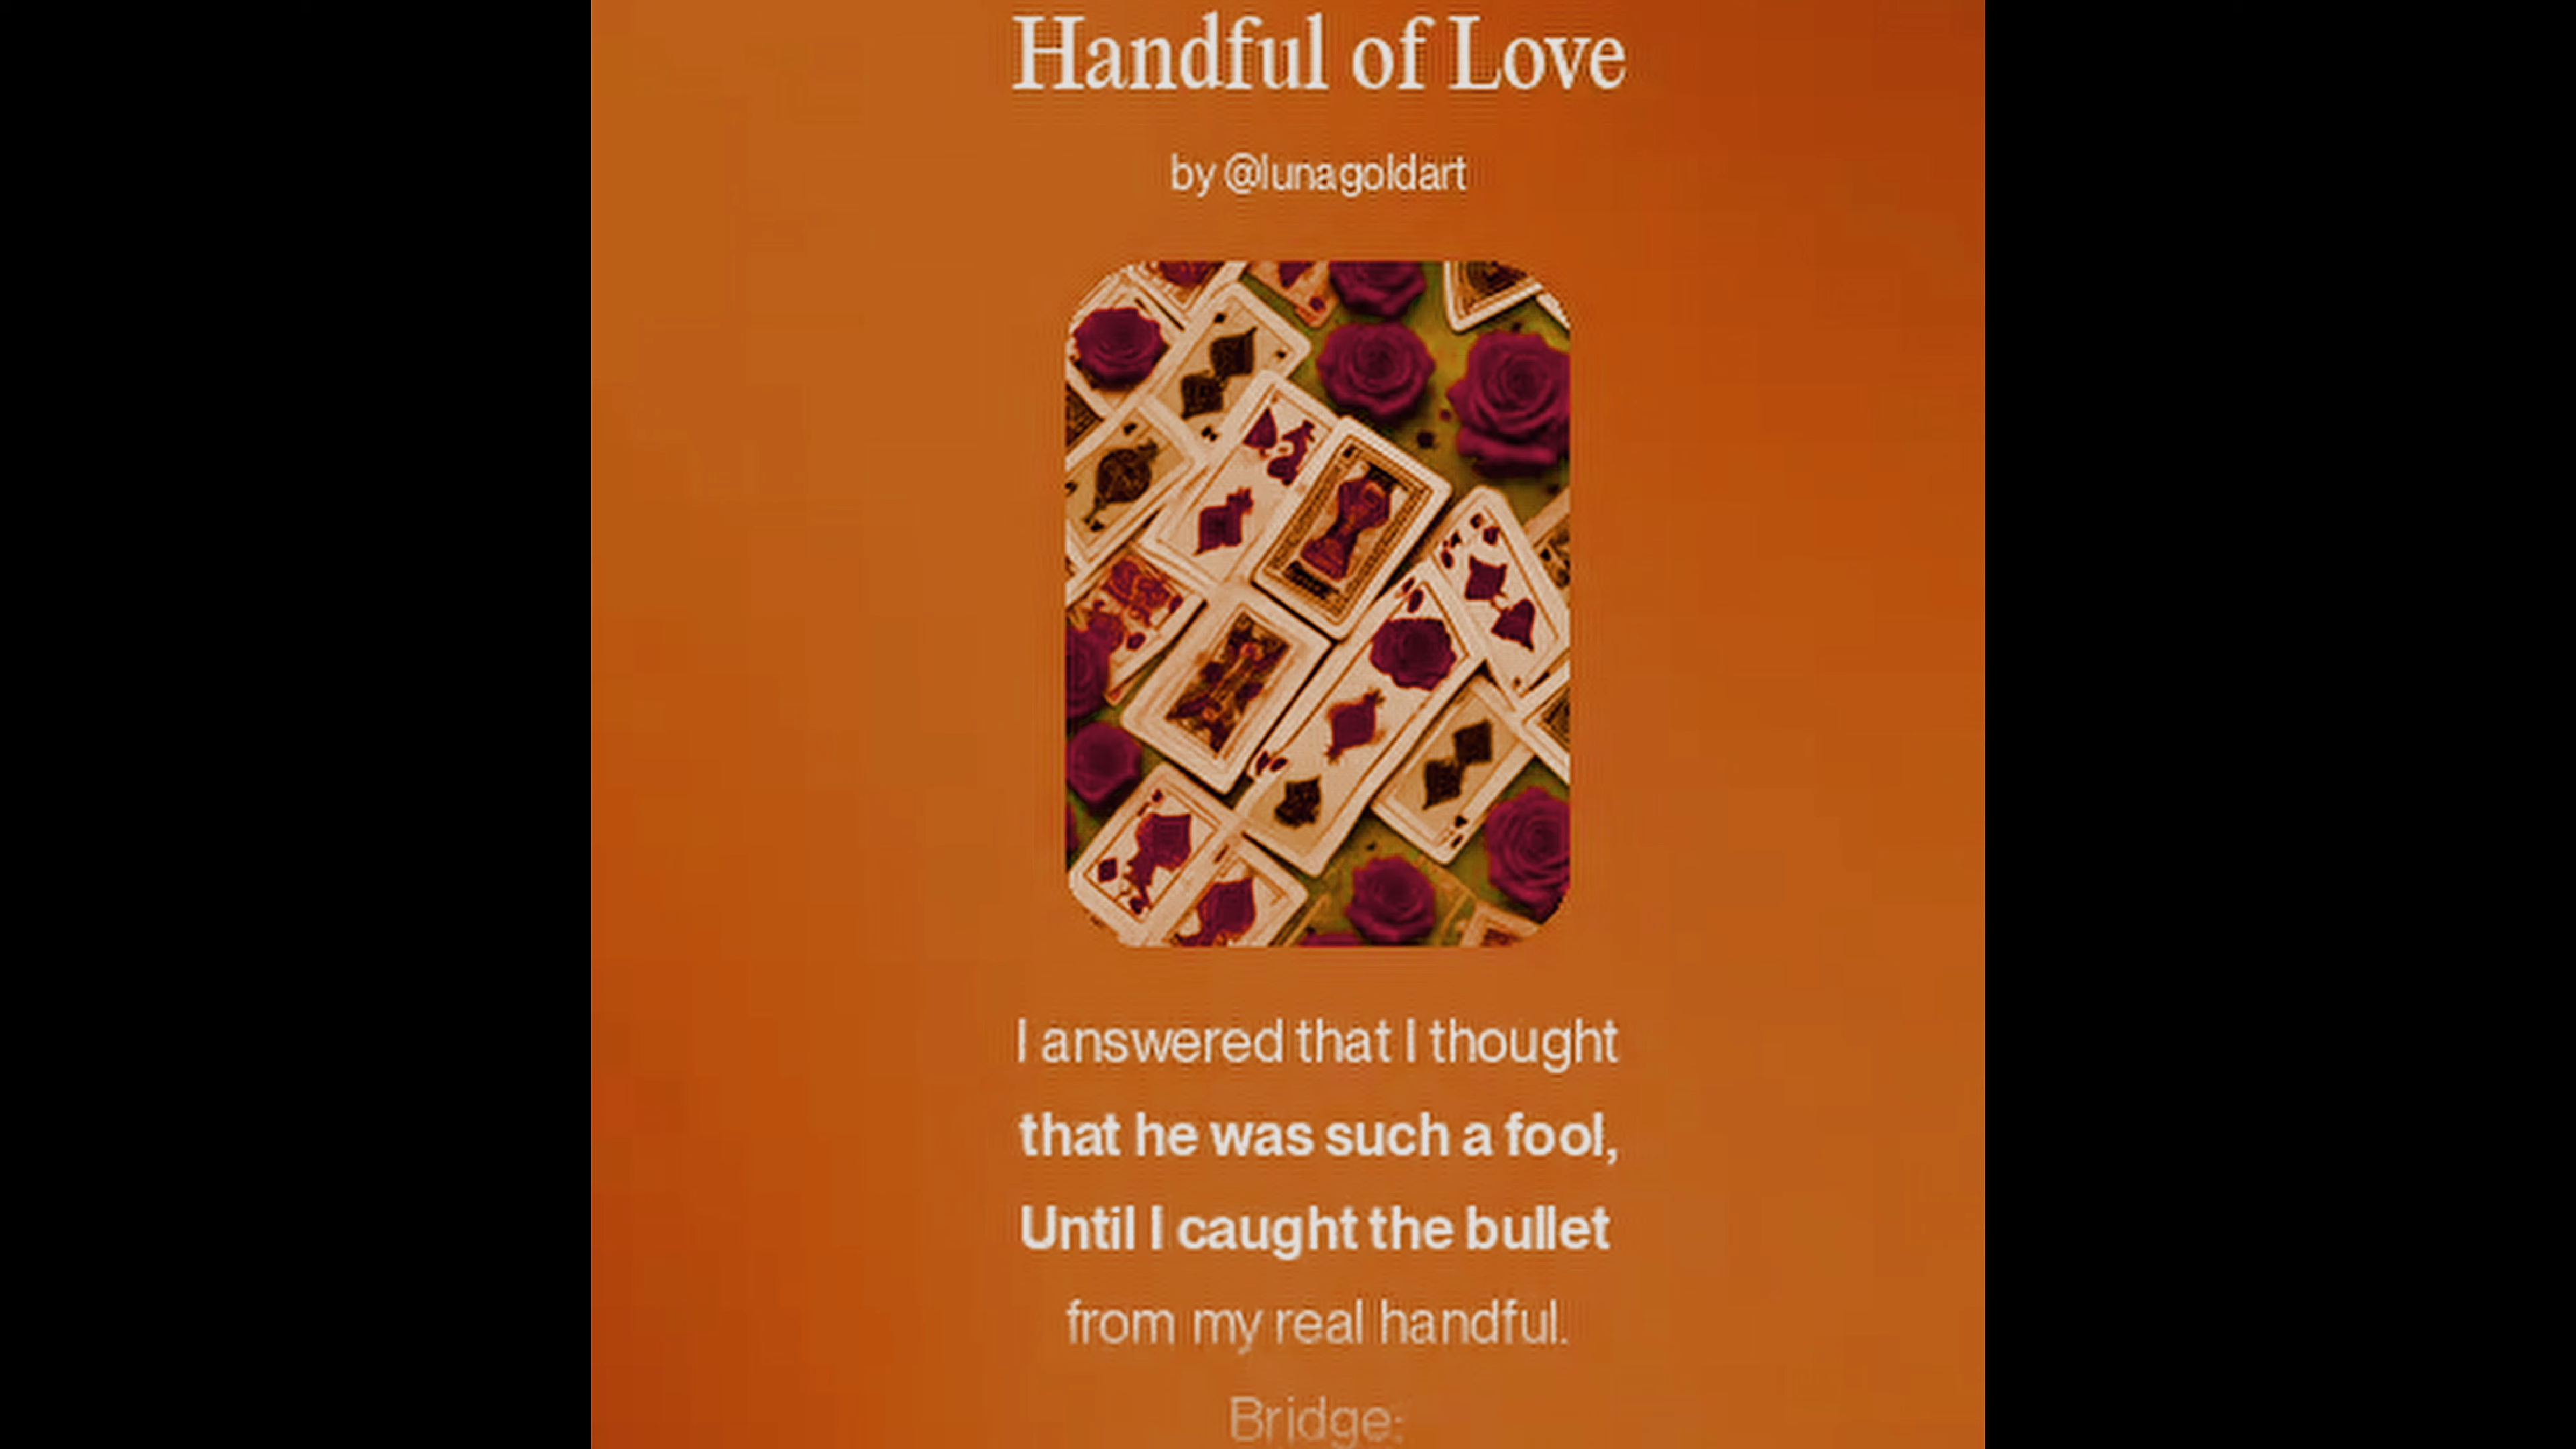 Handful of Love
by @lunagoldart
I answered that I thought
that he was such a fool,
Until I caught the bullet
from my real handful.
Bridge: